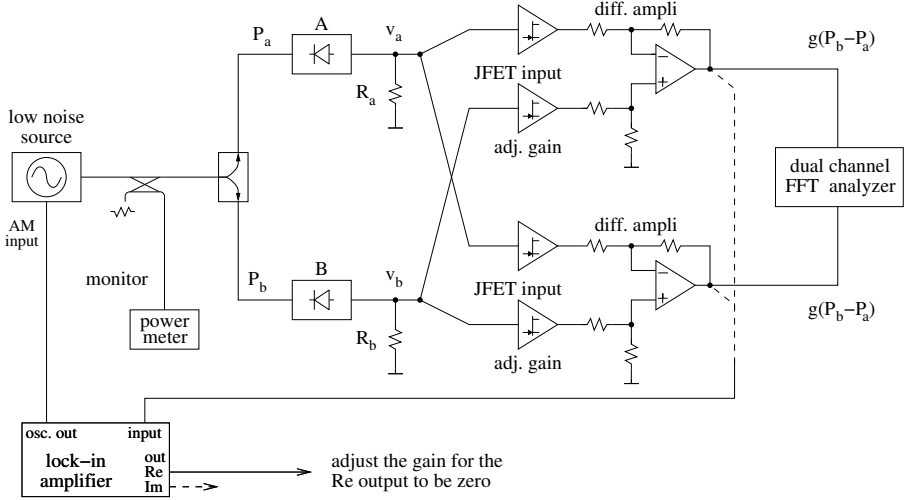 diff. ampli
g(P_b−P_a)
P_a
A
v_a
R_a
JFET input
adj. gain
low noise
source
AM
input
monitor
power
meter
dual channel
FFT analyzer
diff. ampli
P_b
B
v_b
R_b
JFET input
adj. gain
g(P_b−P_a)
osc. out
input
lock−in
amplifier
out
Re
Im
adjust the gain for the
Re output to be zero